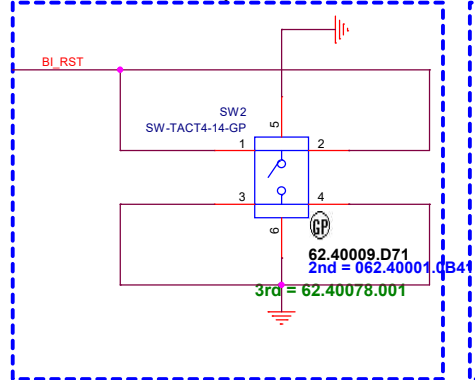 BI_RST
SW2
SW-TACT4-14-GP
5
1
2
3
4
6
GP
62.40009.D71
2nd = 062.40001.0B41
3rd = 62.40078.001